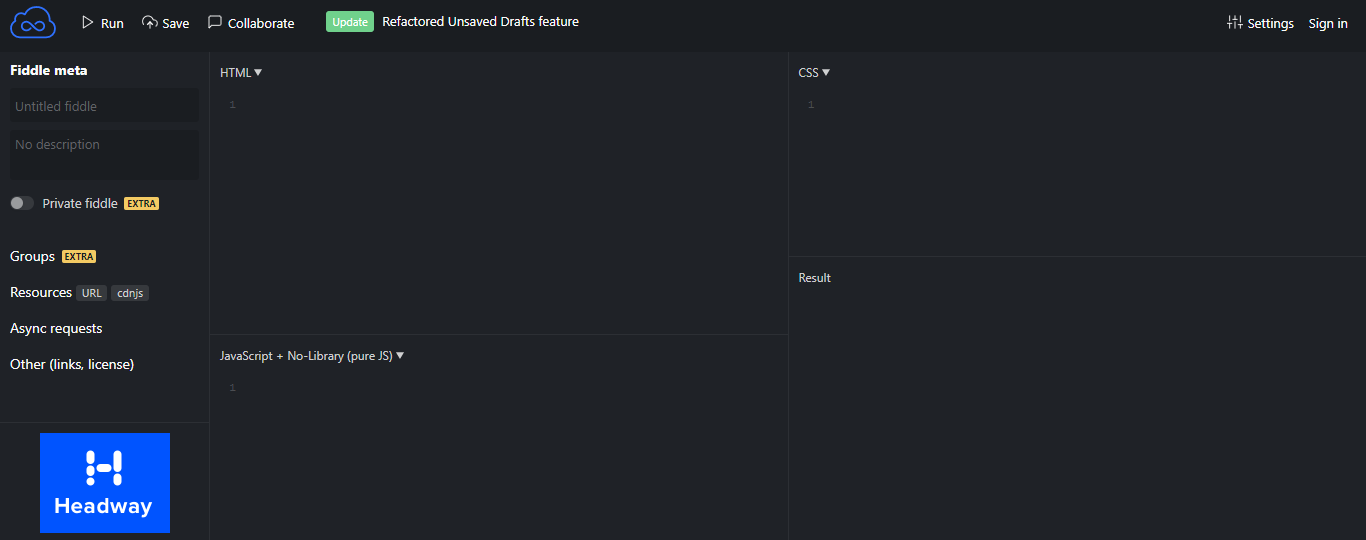 Run Save Collaborate Update Refactored Unsaved Drafts feature Settings Sign in
Fiddle meta
Untitled fiddle
No description
Private fiddle EXTRA
Groups EXTRA
Resources URL cdnjs
Async requests
Other (links, license)
Headway
HTML
1
JavaScript + No-Library (pure JS)
1
CSS
1
Result